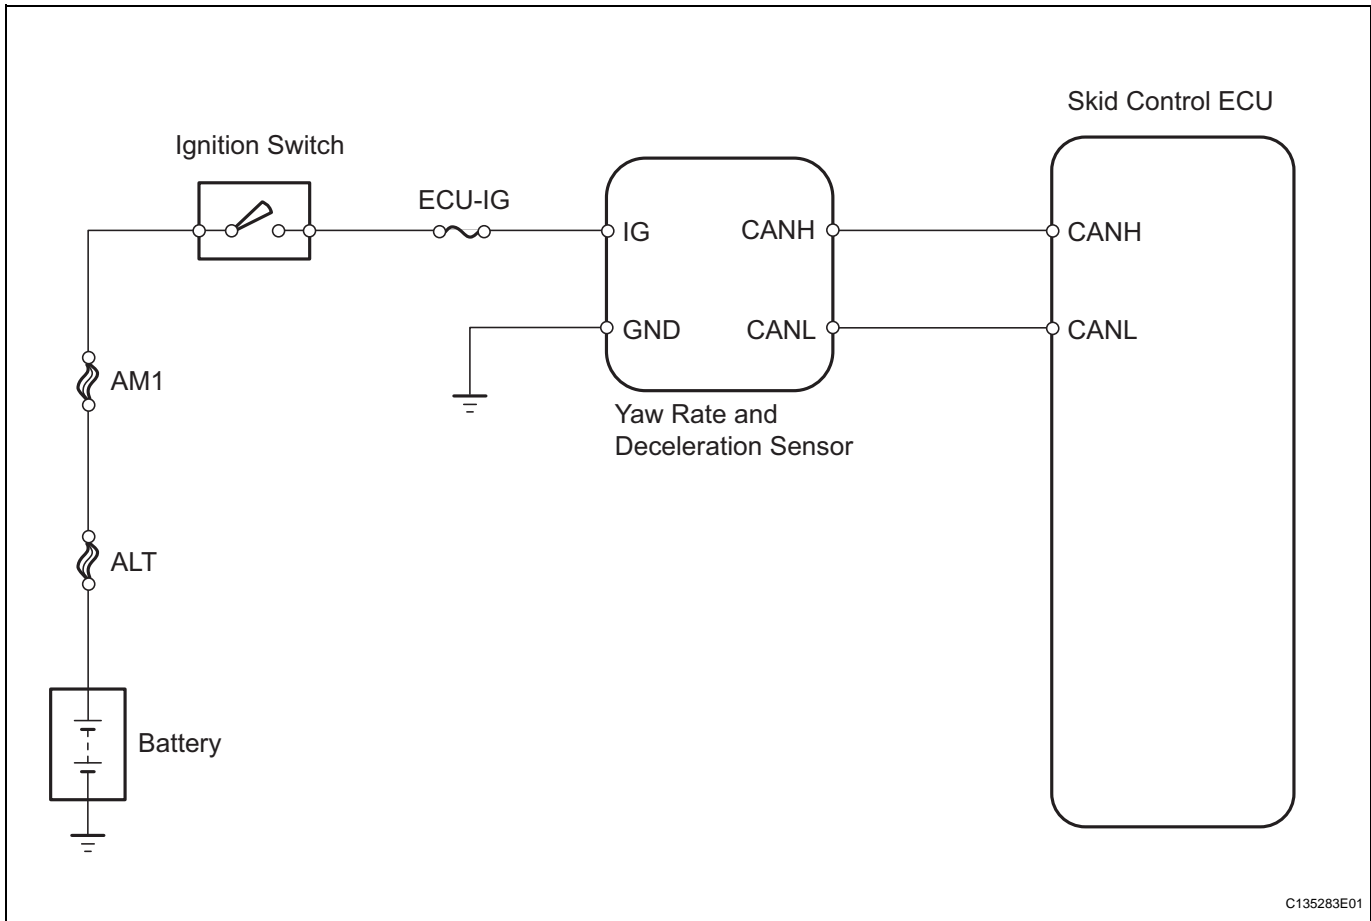 Skid Control ECU
Ignition Switch
ECU-IG
IG
CANH
CANH
GND
CANL
CANL
AM1
Yaw Rate and
Deceleration Sensor
ALT
Battery
C135283E01